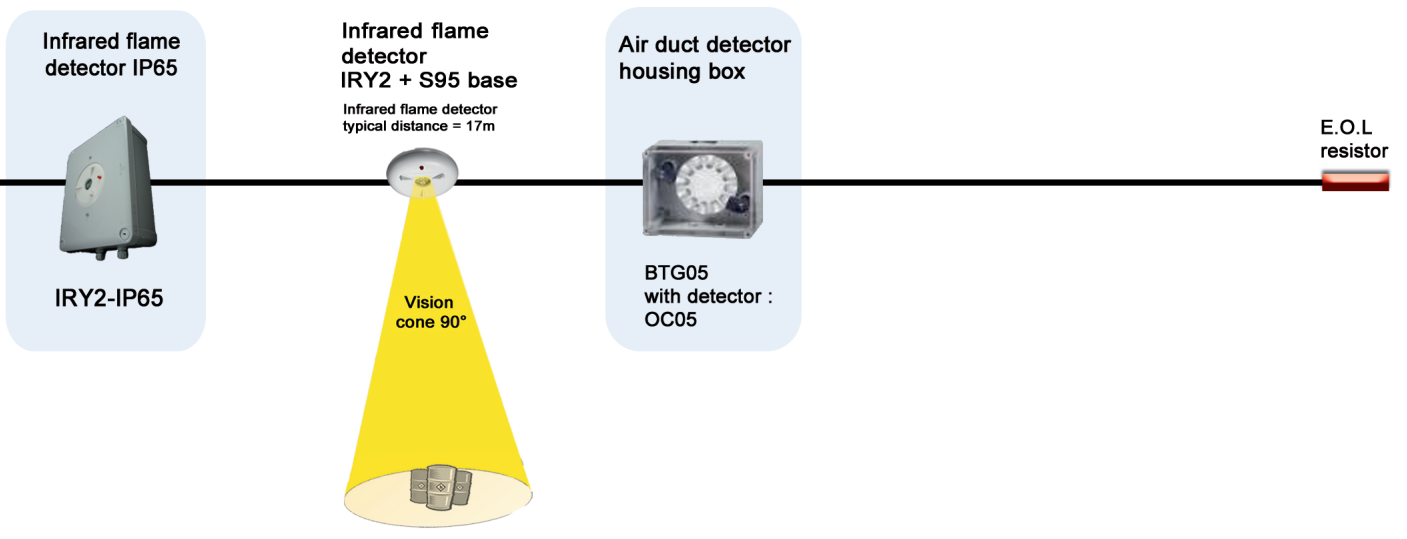 Infrared flame
detector IP65
IRY2-IP65
Infrared flame
detector
IRY2 + S95 base
Infrared flame detector
typical distance = 17m
Vision
cone 90°
Air duct detector
housing box
BTG05
with detector :
OC05
E.O.L
resistor